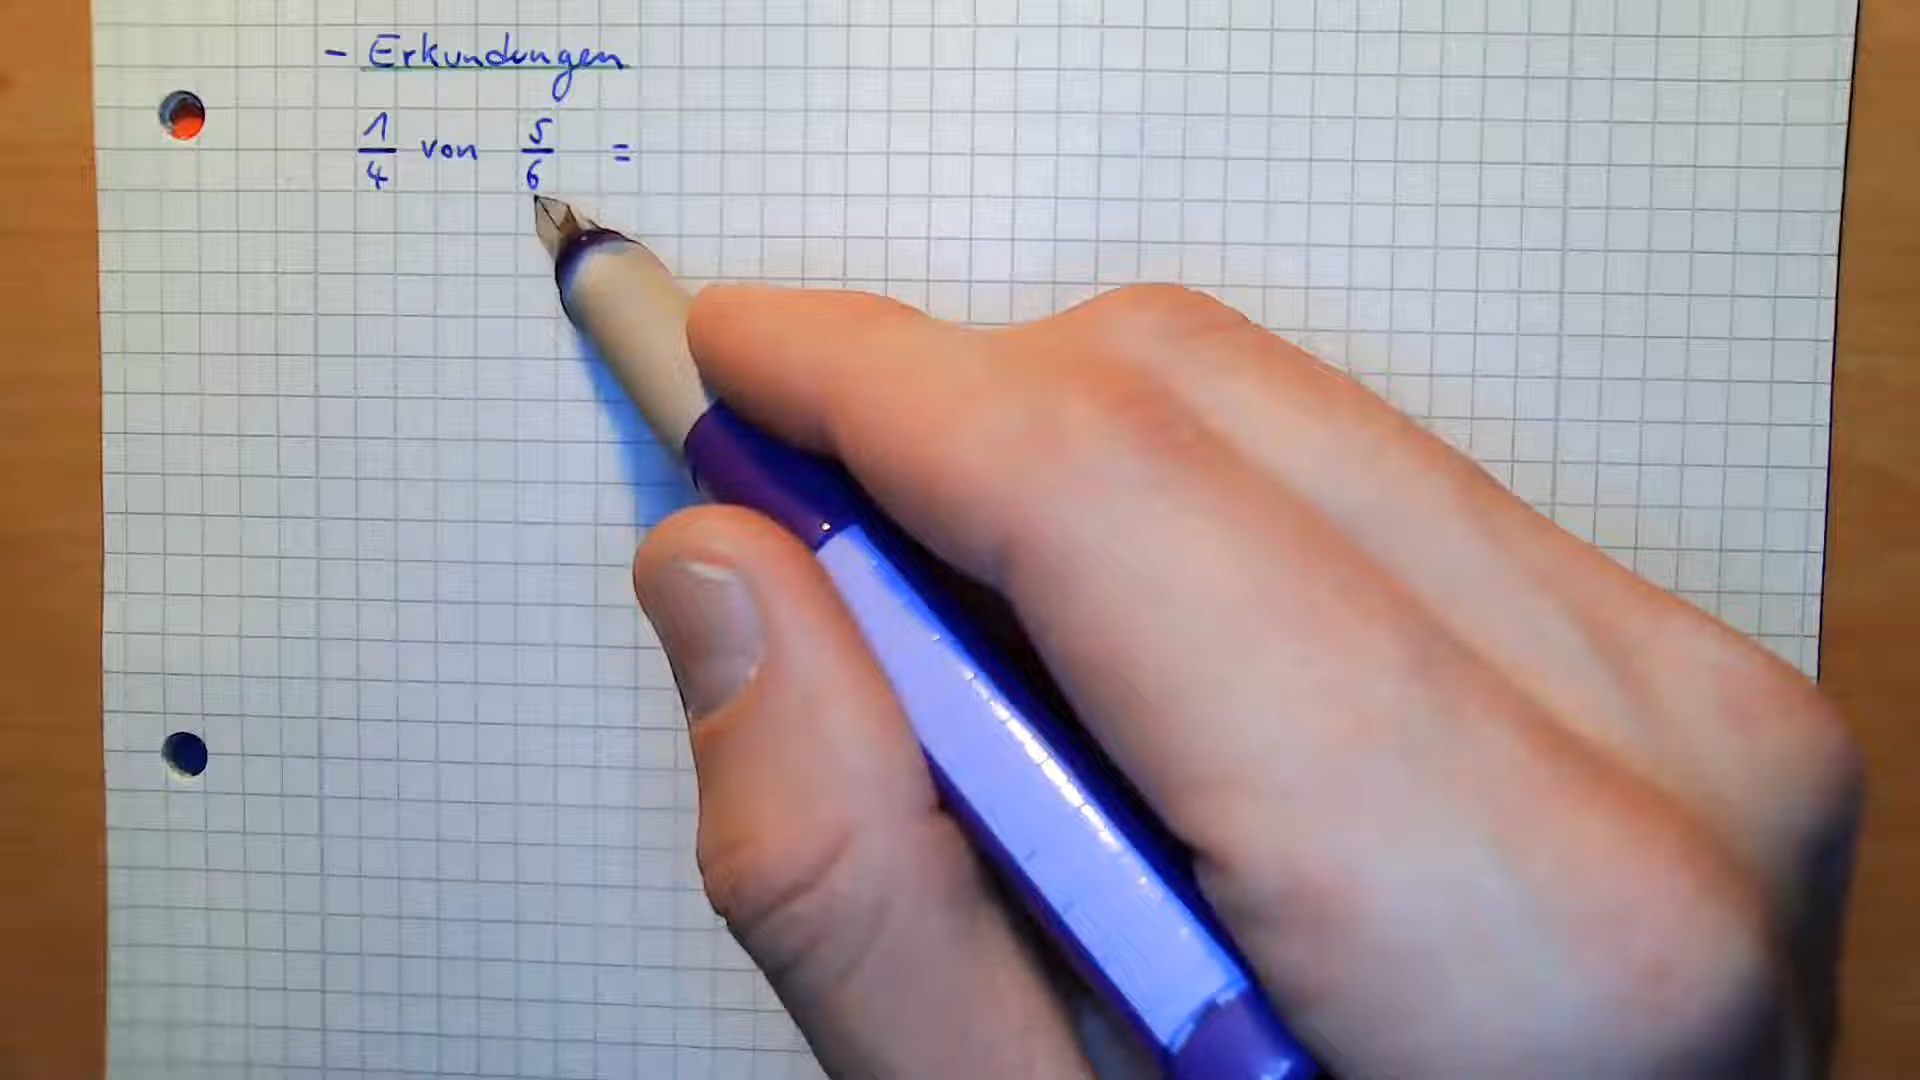 - Erkundungen
1/4 von 5/6 =